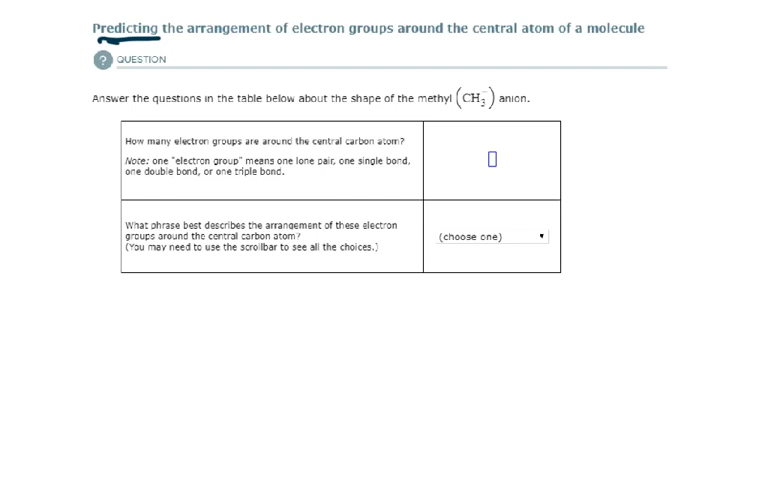 Predicting the arrangement of electron groups around the central atom of a molecule
? QUESTION
Answer the questions in the table below about the shape of the methyl (CH₃⁻) anion.
How many electron groups are around the central carbon atom?
Note: one "electron group" means one lone pair, one single bond,
one double bond, or one triple bond.
What phrase best describes the arrangement of these electron
groups around the central carbon atom?
(You may need to use the scrollbar to see all the choices.)
(choose one)